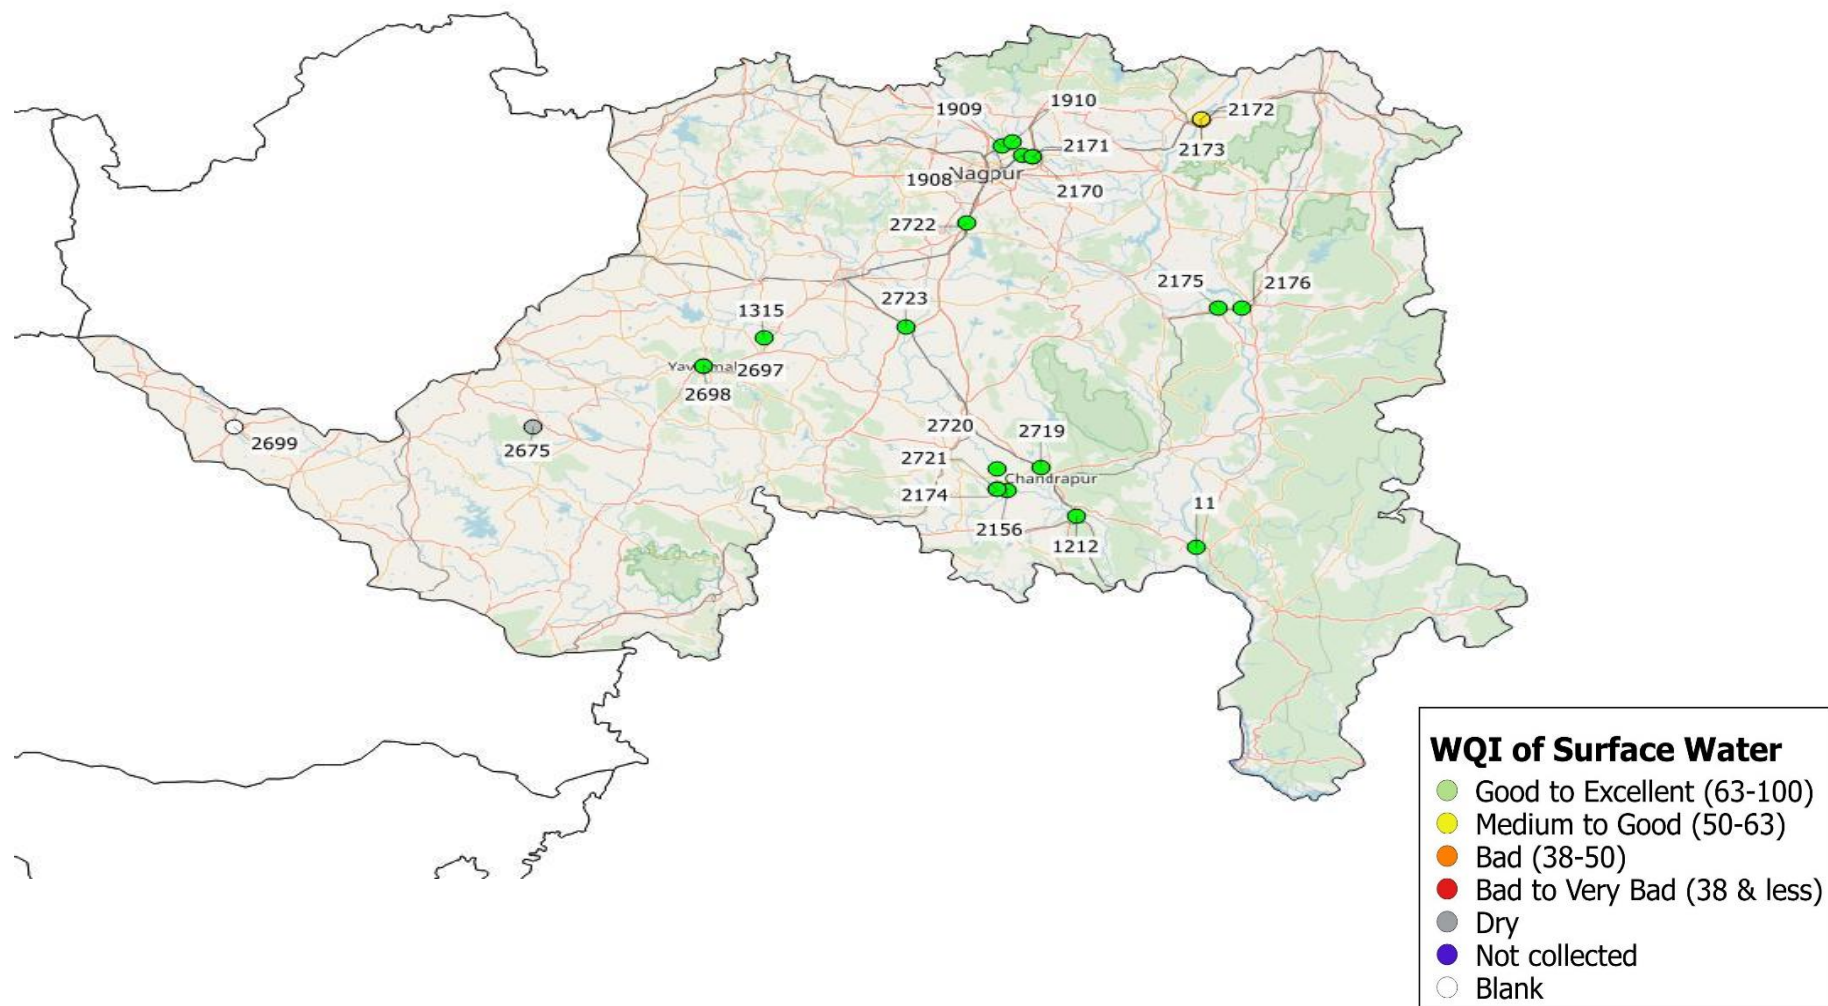 1909
1910
2172
2171
2173
1908
Nagpur
2170
2722
2175
2176
2723
1315
Yavatmal
2697
2698
2720
2719
2699
2675
2721
Chandrapur
2174
11
2156
1212
WQI of Surface Water
Good to Excellent (63-100)
Medium to Good (50-63)
Bad (38-50)
Bad to Very Bad (38 & less)
Dry
Not collected
Blank